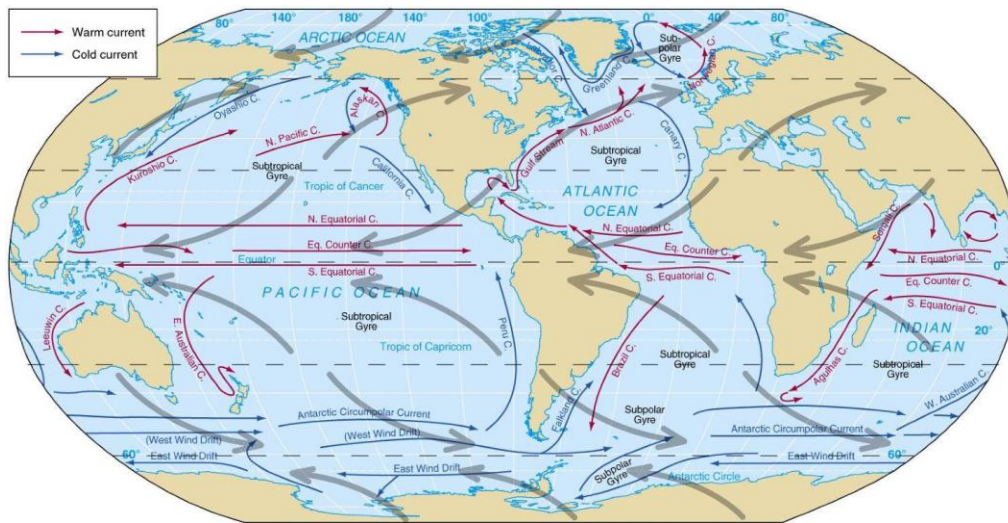 Warm current
Cold current
180°
140°
100°
0°
40°
80°
ARCTIC OCEAN
Labrador C.
Greenland C.
Sub-
polar
Gyre
Norwegian C.
Oyashio C.
Alaskan C.
N. Pacific C.
Kuroshio C.
Subtropical
Gyre
California C.
Tropic of Cancer
Gulf Stream
N. Atlantic C.
Subtropical
Gyre
Canary C.
ATLANTIC
OCEAN
N. Equatorial C.
Eq. Counter C.
Equator
S. Equatorial C.
PACIFIC OCEAN
N. Equatorial C.
Eq. Counter C.
S. Equatorial C.
Somali C.
N. Equatorial C.
0°
Eq. Counter C.
S. Equatorial C.
INDIAN
OCEAN
20°
Leeuwin C.
E. Australian C.
Subtropical
Gyre
Tropic of Capricorn
Peru C.
Brazil C.
Subtropical
Gyre
Agulhas C.
Subtropical
Gyre
W. Australian C.
Falkland C.
Subpolar
Gyre
Antarctic Circumpolar Current
(West Wind Drift)
(West Wind Drift)
Antarctic Circumpolar Current
60°
East Wind Drift
East Wind Drift
Subpolar
Gyre
Antarctic Circle
East Wind Drift
60°